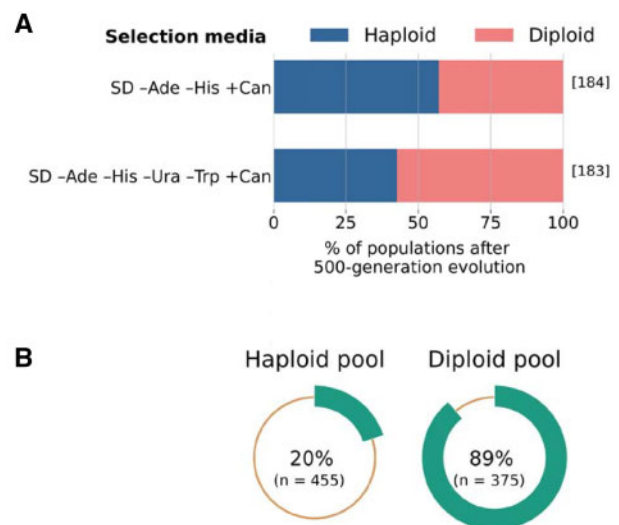 A
Selection media Haploid Diploid
SD –Ade –His +Can [184]
SD –Ade –His –Ura –Trp +Can [183]
0 25 50 75 100
% of populations after
500-generation evolution
B
Haploid pool Diploid pool
20% 89%
(n = 455) (n = 375)